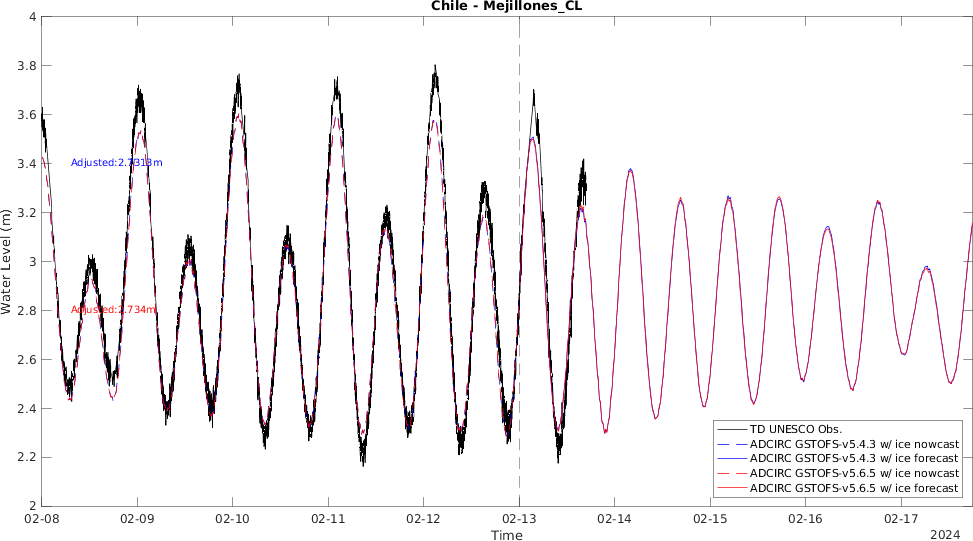 Chile - Mejillones_CL
Water Level (m)
4
3.8
3.6
3.4
3.2
3
2.8
2.6
2.4
2.2
2
Adjusted:2.7313m
Adjusted:2.734m
TD UNESCO Obs.
ADCIRC GSTOFS-v5.4.3 w/ ice nowcast
ADCIRC GSTOFS-v5.4.3 w/ ice forecast
ADCIRC GSTOFS-v5.6.5 w/ ice nowcast
ADCIRC GSTOFS-v5.6.5 w/ ice forecast
02-08 02-09 02-10 02-11 02-12 02-13 02-14 02-15 02-16 02-17
Time
2024